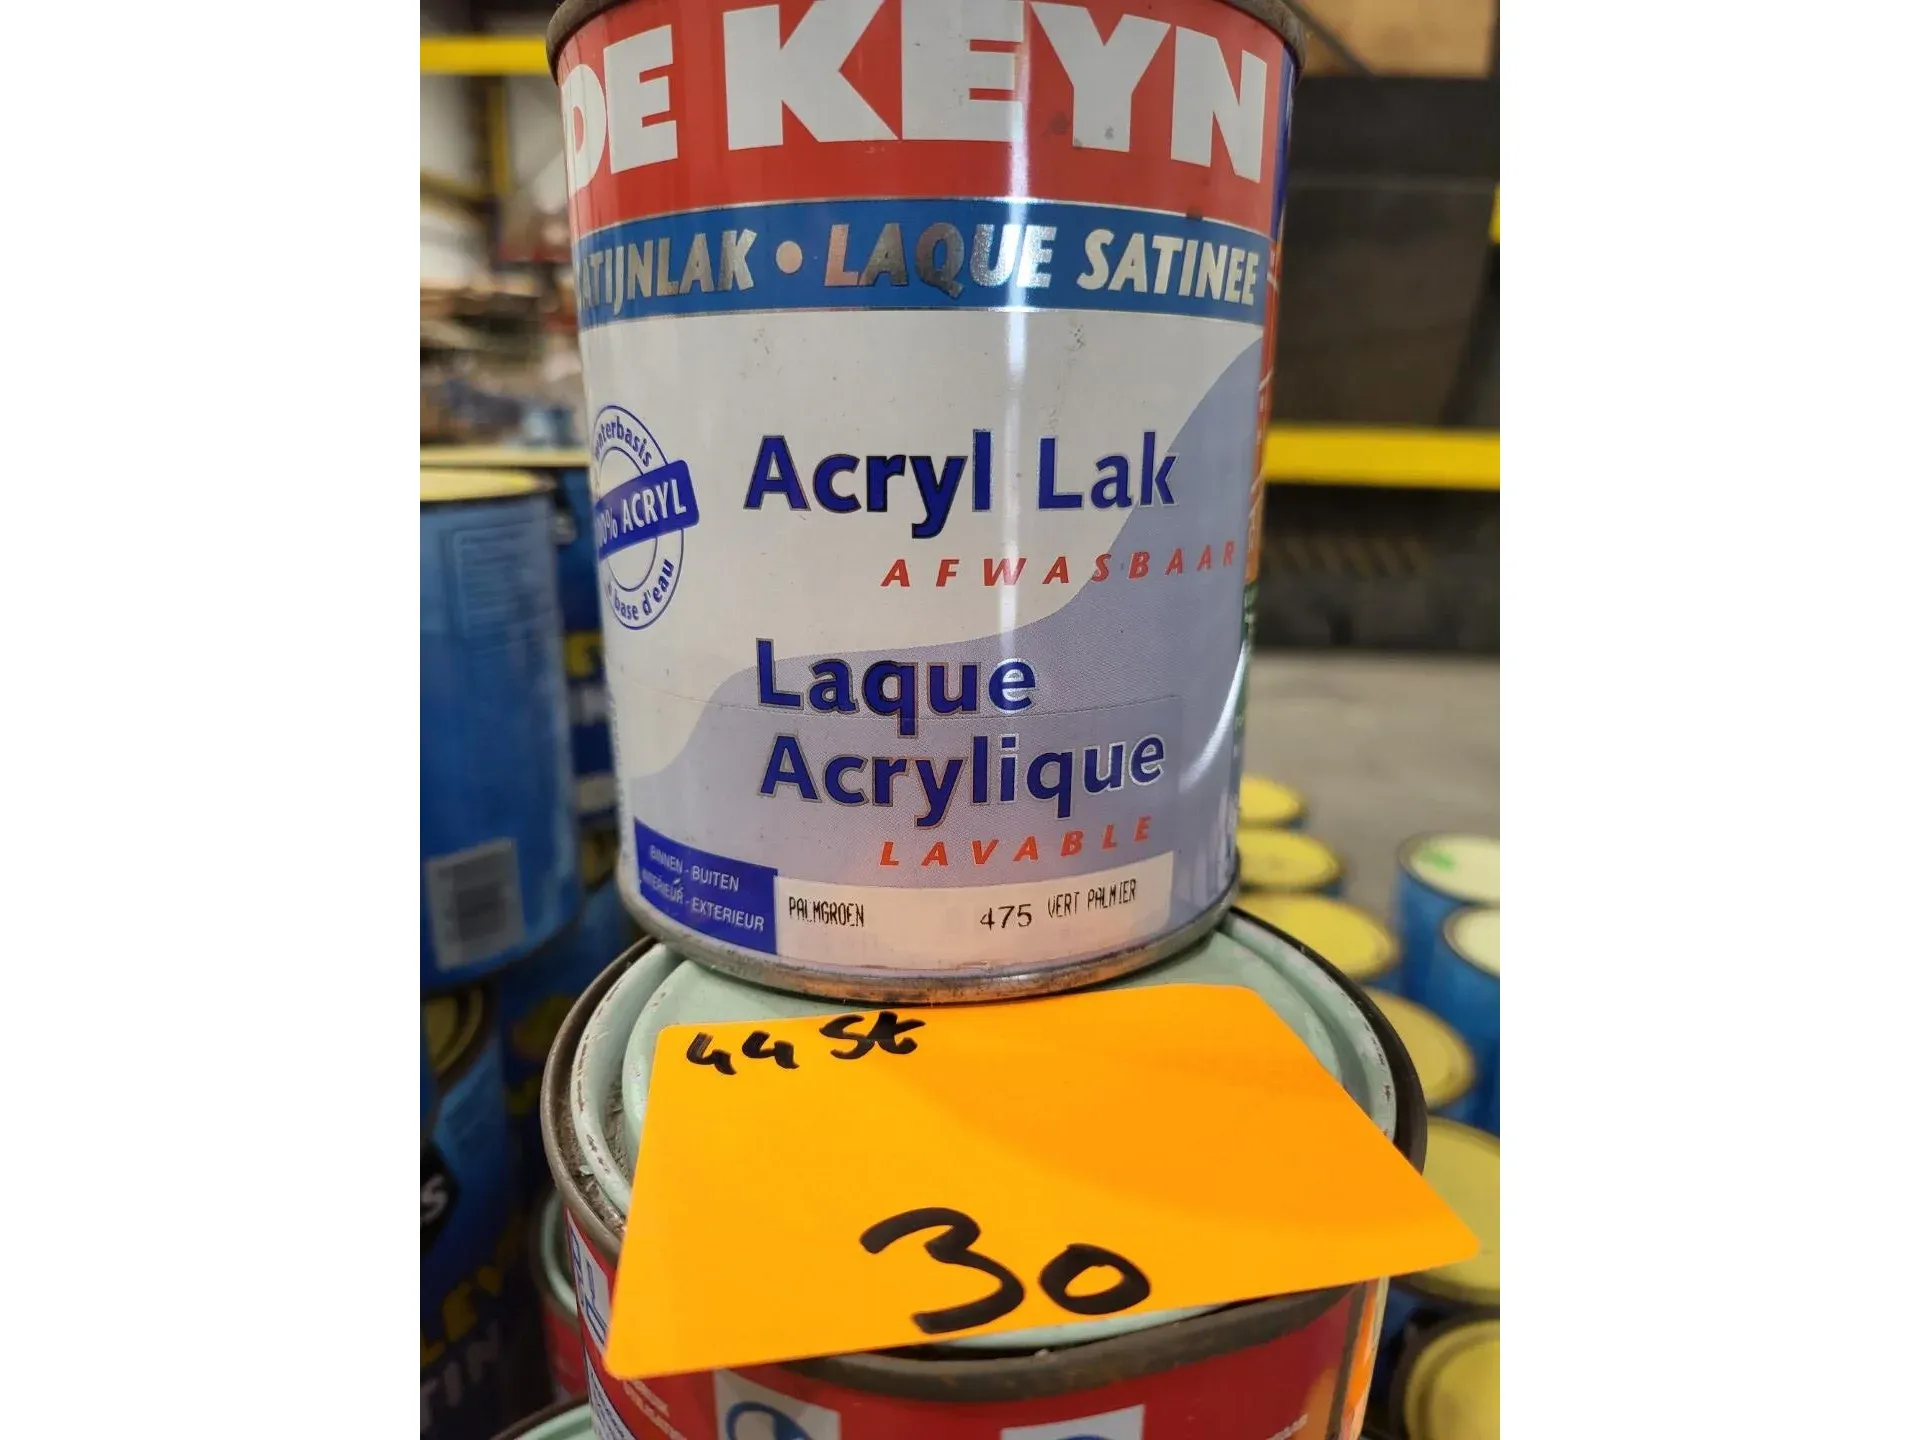 DE KEYN
ATIJNLAK • LAQUE SATINEE
waterbasis
100% ACRYL
à base d'eau
Acryl Lak
AFWASBAAR
Laque
Acrylique
LAVABLE
BINNEN - BUITEN
INTERIEUR - EXTERIEUR
PALMGROEN 475 VERT PALMIER
44 St
30